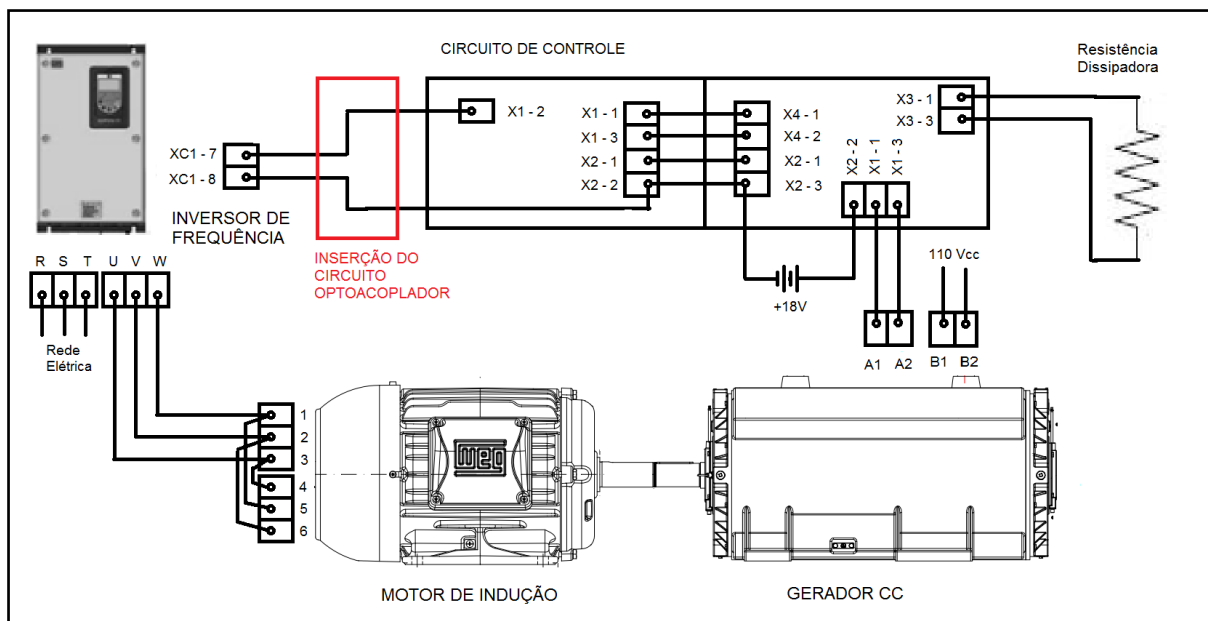 CIRCUITO DE CONTROLE
Resistência
Dissipadora
X1 - 2
X1 - 1
X1 - 3
X2 - 1
X2 - 2
X4 - 1
X4 - 2
X2 - 1
X2 - 3
X2 - 2
X1 - 1
X1 - 3
X3 - 1
X3 - 3
XC1 - 7
XC1 - 8
INVERSOR DE
FREQUÊNCIA
INSERÇÃO DO
CIRCUITO
OPTOACOPLADOR
R S T U V W
Rede
Elétrica
+18V
110 Vcc
A1 A2 B1 B2
1
2
3
4
5
6
WEG
MOTOR DE INDUÇÃO
GERADOR CC